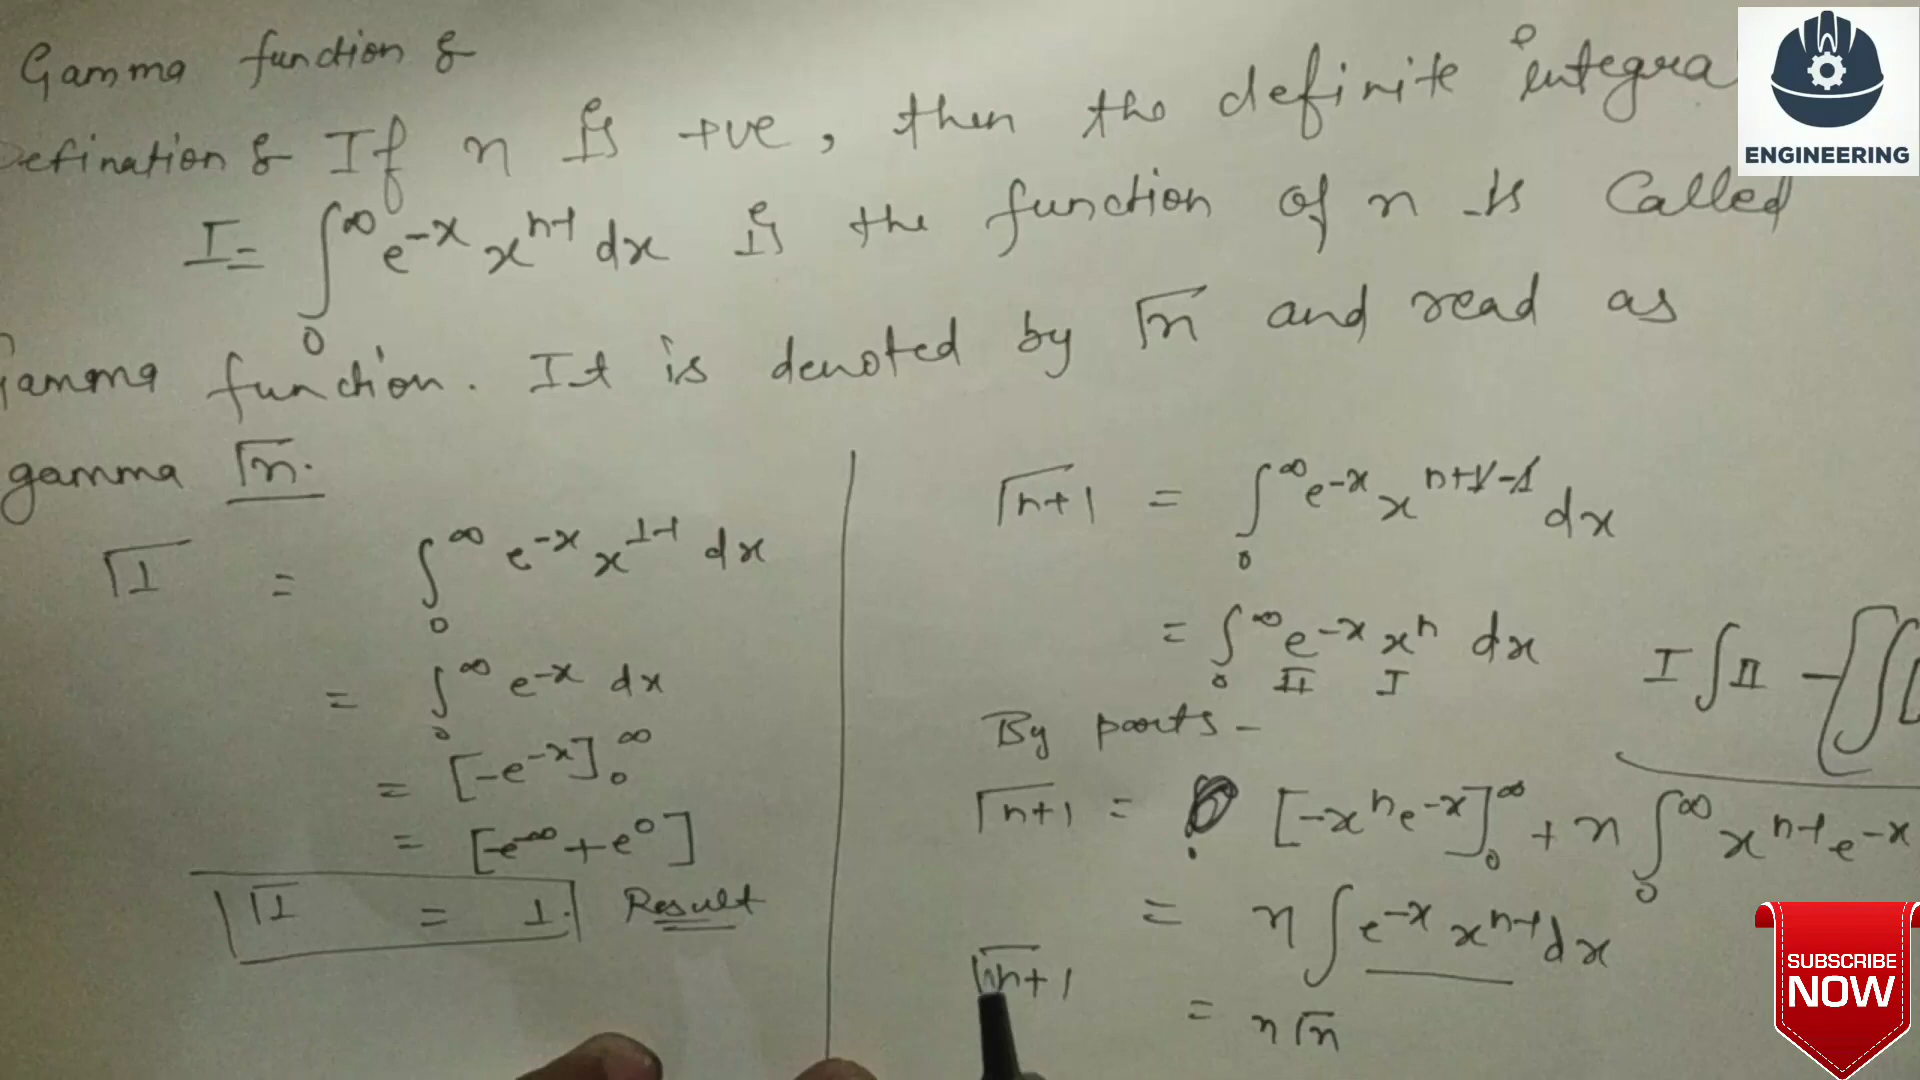 Gamma function &
Defination & If n is +ve, then the definite integra
I = ∫₀^∞ e^-x x^n-1 dx is the function of n is Called
Gamma function. It is denoted by Γn and read as
gamma Γn.
Γ1 = ∫₀^∞ e^-x x^1-1 dx
= ∫₀^∞ e^-x dx
= [-e^-x]₀^∞
= [-e^-∞ + e^0]
Γ1 = 1. Result
Γn+1 = ∫₀^∞ e^-x x^n+1-1 dx
= ∫₀^∞ e^-x x^n dx
II I
I ∫II - ∫
By parts -
Γn+1 = [-x^n e^-x]₀^∞ + n ∫₀^∞ x^n-1 e^-x
= n ∫ e^-x x^n-1 dx
Γn+1 = n Γn
ENGINEERING
SUBSCRIBE
NOW